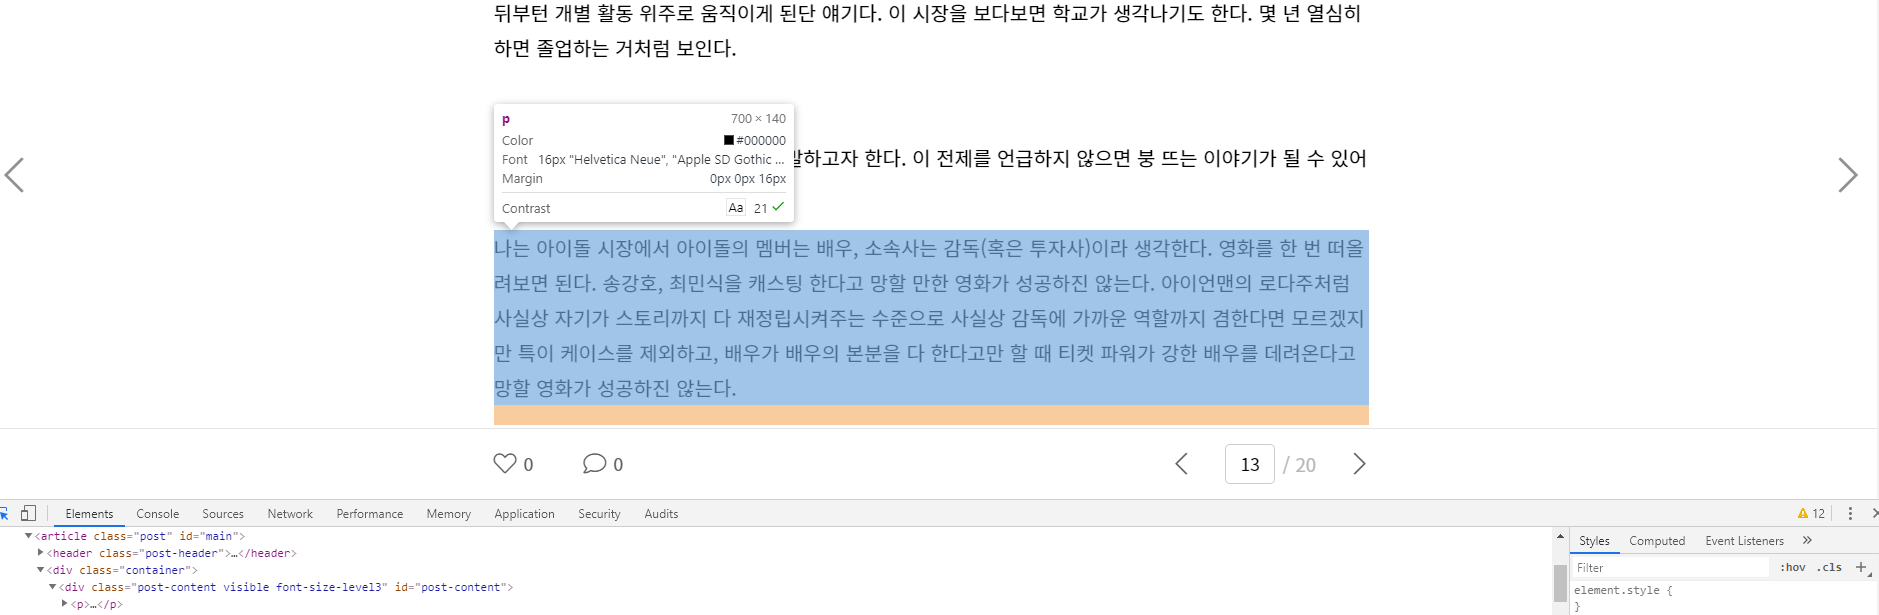 뒤부턴 개별 활동 위주로 움직이게 된단 얘기다. 이 시장을 보다보면 학교가 생각나기도 한다. 몇 년 열심히
하면 졸업하는 거처럼 보인다.
p 700 × 140
Color #000000
Font 16px "Helvetica Neue", "Apple SD Gothic ...
Margin 0px 0px 16px
Contrast Aa 21
말하고자 한다. 이 전제를 언급하지 않으면 붕 뜨는 이야기가 될 수 있어
나는 아이돌 시장에서 아이돌의 멤버는 배우, 소속사는 감독(혹은 투자사)이라 생각한다. 영화를 한 번 떠올
려보면 된다. 송강호, 최민식을 캐스팅 한다고 망할 만한 영화가 성공하진 않는다. 아이언맨의 로다주처럼
사실상 자기가 스토리까지 다 재정립시켜주는 수준으로 사실상 감독에 가까운 역할까지 겸한다면 모르겠지
만 특이 케이스를 제외하고, 배우가 배우의 본분을 다 한다고만 할 때 티켓 파워가 강한 배우를 데려온다고
망할 영화가 성공하진 않는다.
0 0 13 / 20
Elements Console Sources Network Performance Memory Application Security Audits 12
<article class="post" id="main">
<header class="post-header">…</header>
<div class="container">
<div class="post-content visible font-size-level3" id="post-content">
<p>…</p>
Styles Computed Event Listeners »
Filter :hov .cls +
element.style {
}